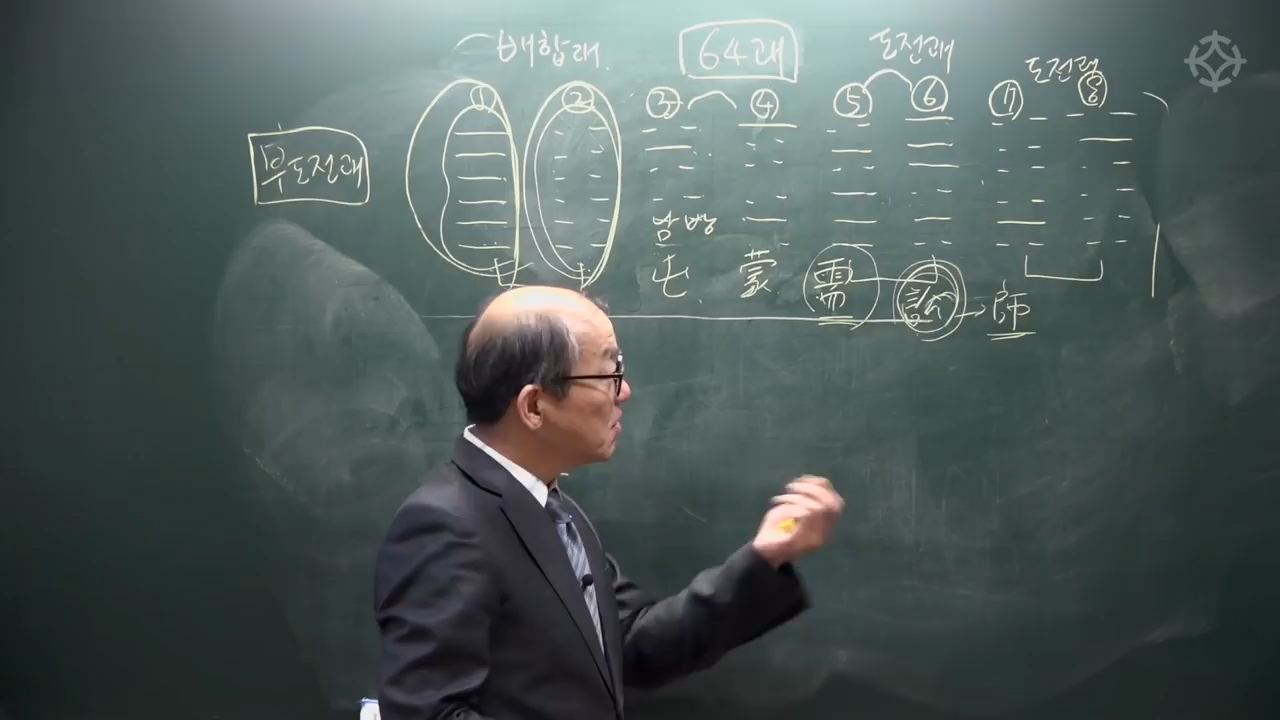 배합괘.
64괘
도전괘
도전괘
① ② ③ ④ ⑤ ⑥ ⑦ ⑧
부도전괘
屯 蒙 需 訟 → 師